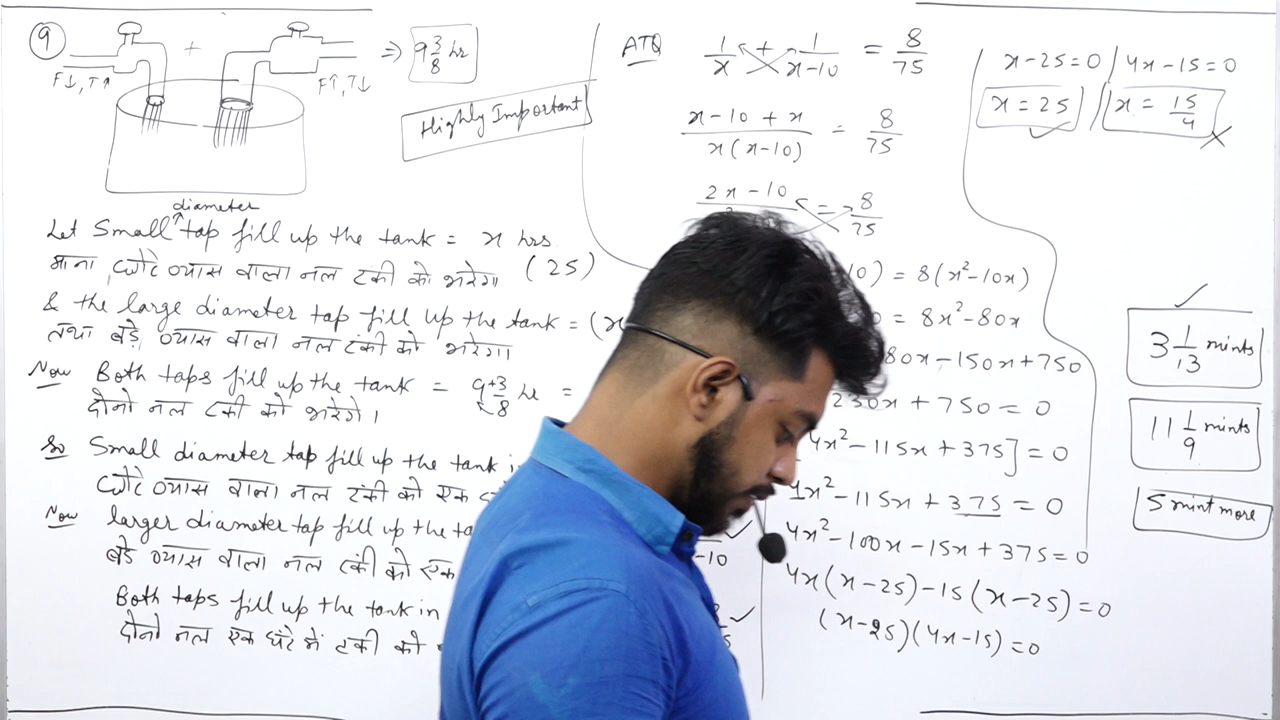 9
+
⇒ 9 3/8 hr
F↓, T↑
F↑, T↓
Highly Important
diameter
Let Small tap fill up the tank = x hrs
माना छोटे व्यास वाला नल टंकी को भरेगा (25)
& the large diameter tap fill up the tank = (x
तथा बड़े व्यास वाला नल टंकी को भरेगा।
Now Both taps fill up the tank = 9+3/8 hr =
दोनो नल टंकी को भरेगे।
So Small diameter tap fill up the tank
छोटे व्यास वाला नल टंकी को एक
Now larger diameter tap fill up the ta
बड़े व्यास वाला नल टंकी को एक
-10
Both taps fill up the tank in
दोनो नल एक घंटे में टंकी को
ATQ 1/x + 1/x-10 = 8/75
x-10+x / x(x-10) = 8/75
2x-10 = 8/75
10) = 8(x²-10x)
0 = 8x²-80x
80x-150x+750
230x+750=0
4x²-115x+375]=0
4x²-115x+375=0
4x²-100x-15x+375=0
4x(x-25)-15(x-25)=0
(x-25)(4x-15)=0
x-25=0 / 4x-15=0
x=25 // x=15/4
3 1/13 mints
11 1/9 mints
5 mint more